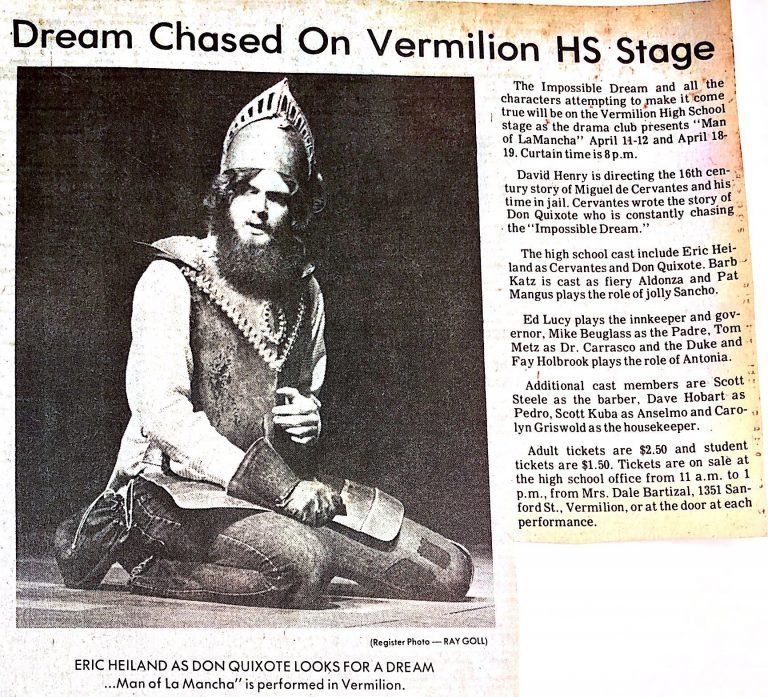 Dream Chased On Vermilion HS Stage
The Impossible Dream and all the
characters attempting to make it come
true will be on the Vermilion High School
stage as the drama club presents "Man
of LaMancha" April 11-12 and April 18-
19. Curtain time is 8 p.m.
David Henry is directing the 16th cen-
tury story of Miguel de Cervantes and his
time in jail. Cervantes wrote the story of
Don Quixote who is constantly chasing
the "Impossible Dream."
The high school cast include Eric Hei-
land as Cervantes and Don Quixote. Barb
Katz is cast as fiery Aldonza and Pat
Mangus plays the role of jolly Sancho.
Ed Lucy plays the innkeeper and gov-
ernor, Mike Beuglass as the Padre, Tom
Metz as Dr. Carrasco and the Duke and
Fay Holbrook plays the role of Antonia.
Additional cast members are Scott
Steele as the barber, Dave Hobart as
Pedro, Scott Kuba as Anselmo and Caro-
lyn Griswold as the housekeeper.
Adult tickets are $2.50 and student
tickets are $1.50. Tickets are on sale at
the high school office from 11 a.m. to 1
p.m., from Mrs. Dale Bartizal, 1351 San-
ford St., Vermilion, or at the door at each
performance.
(Register Photo — RAY GOLL)
ERIC HEILAND AS DON QUIXOTE LOOKS FOR A DREAM
...Man of La Mancha" is performed in Vermilion.